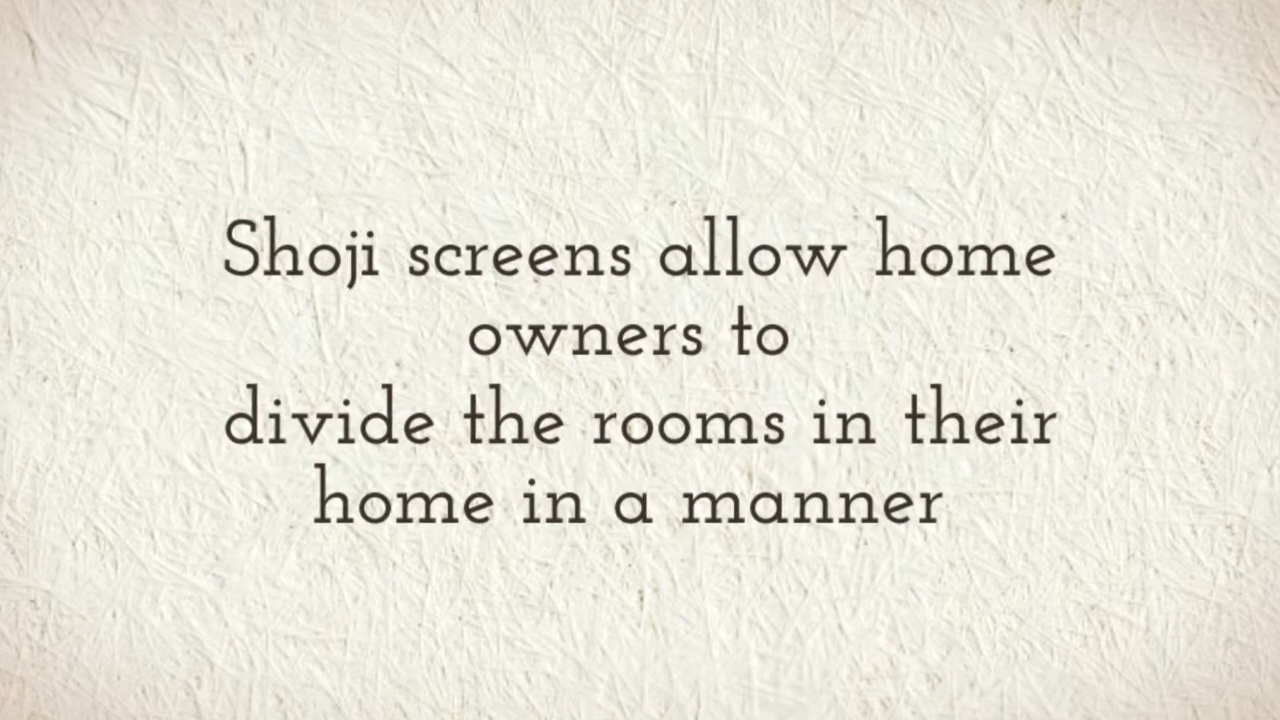 Shoji screens allow home
owners to
divide the rooms in their
home in a manner